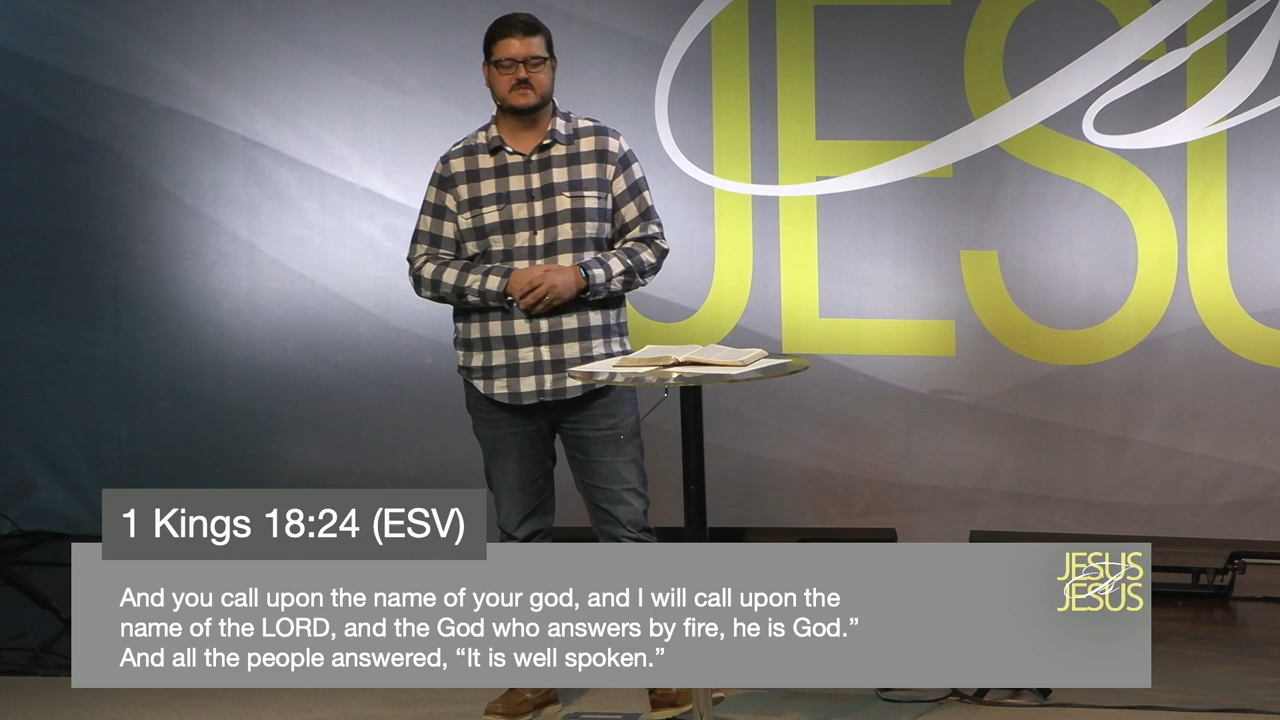 JESUS
&
1 Kings 18:24 (ESV)
And you call upon the name of your god, and I will call upon the
name of the LORD, and the God who answers by fire, he is God.”
And all the people answered, “It is well spoken.”
JESUS
&
JESUS